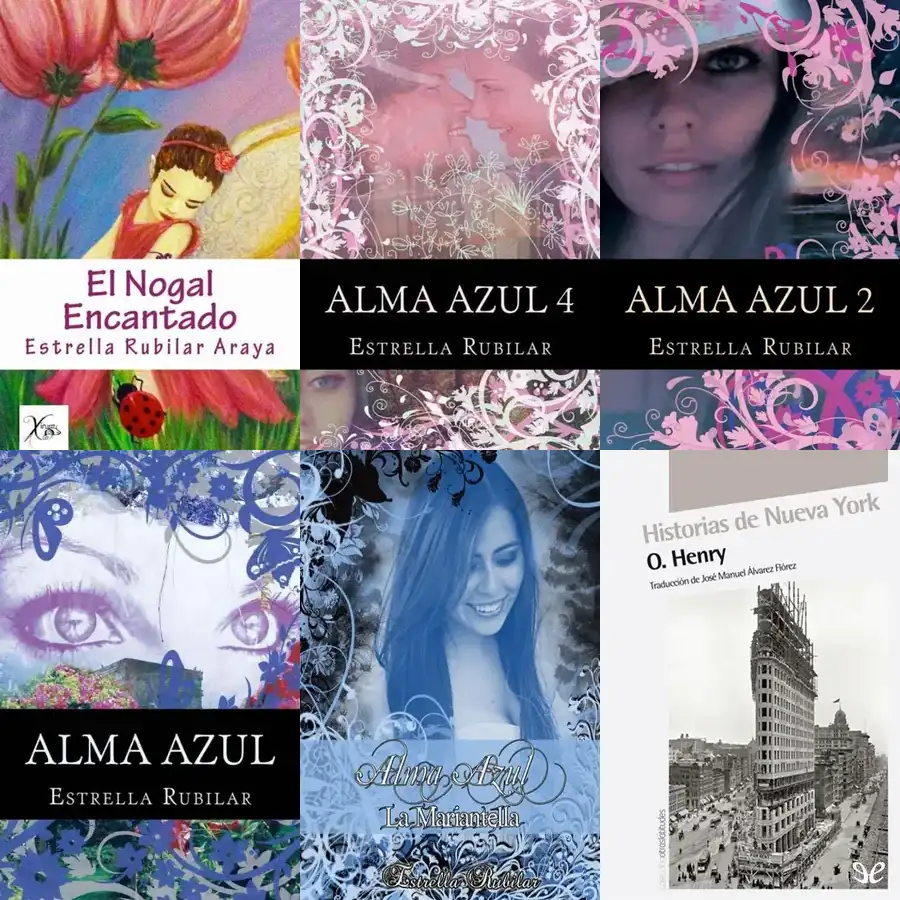 El Nogal
Encantado
Estrella Rubilar Araya
ALMA AZUL 4
ESTRELLA RUBILAR
ALMA AZUL 2
ESTRELLA RUBILAR
ALMA AZUL
ESTRELLA RUBILAR
Alma Azul
La Mariantella
Estrella Rubilar
Historias de Nueva York
O. Henry
Traducción de José Manuel Álvarez Flórez
otraslatitudes